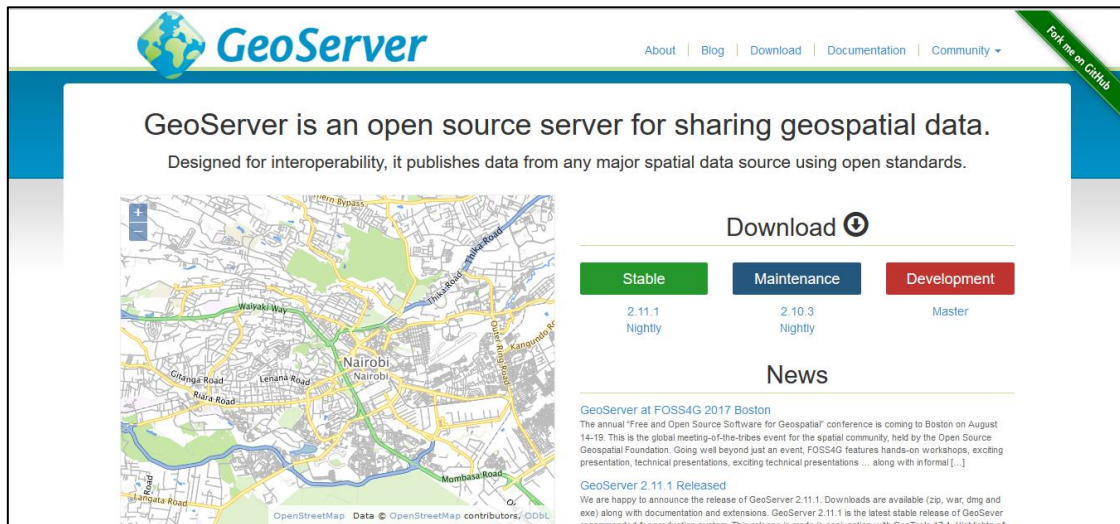 GeoServer
About | Blog | Download | Documentation | Community
Fork me on GitHub
GeoServer is an open source server for sharing geospatial data.
Designed for interoperability, it publishes data from any major spatial data source using open standards.
+
−
Thika Road
Thika Road
Waiyaki Way
Outer Ring Road
Kangundo
Nairobi
Nairobi
Gitanga Road
Lenana Road
Riara Road
Mombasa Road
Langata Road
OpenStreetMap Data © OpenStreetMap contributors, ODbL
Download
Stable
Maintenance
Development
2.11.1
2.10.3
Master
Nightly
Nightly
News
GeoServer at FOSS4G 2017 Boston
The annual "Free and Open Source Software for Geospatial" conference is coming to Boston on August
14-19. This is the global meeting-of-the-tribes event for the spatial community, held by the Open Source
Geospatial Foundation. Going well beyond just an event, FOSS4G features hands-on workshops, exciting
presentation, technical presentations, exciting technical presentations … along with informal […]
GeoServer 2.11.1 Released
We are happy to announce the release of GeoServer 2.11.1. Downloads are available (zip, war, dmg and
exe) along with documentation and extensions. GeoServer 2.11.1 is the latest stable release of GeoSever